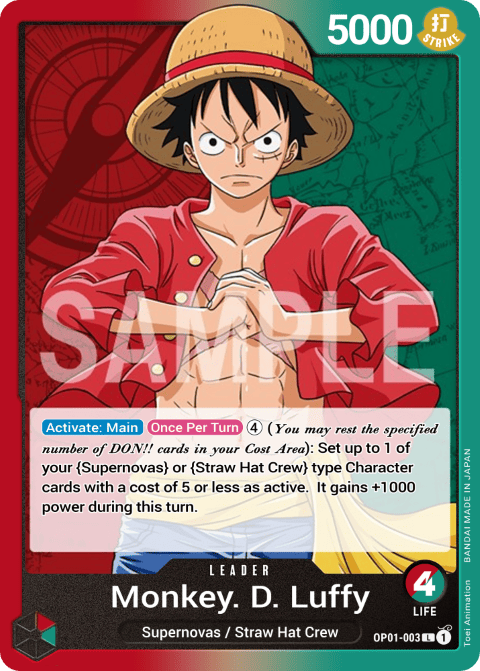 5000
打
STRIKE
SAMPLE
Activate: Main Once Per Turn ④ (You may rest the specified
number of DON!! cards in your Cost Area): Set up to 1 of
your {Supernovas} or {Straw Hat Crew} type Character
cards with a cost of 5 or less as active. It gains +1000
power during this turn.
LEADER
Monkey. D. Luffy
Supernovas / Straw Hat Crew
4
LIFE
OP01-003 L 1
Toei Animation BANDAI MADE IN JAPAN